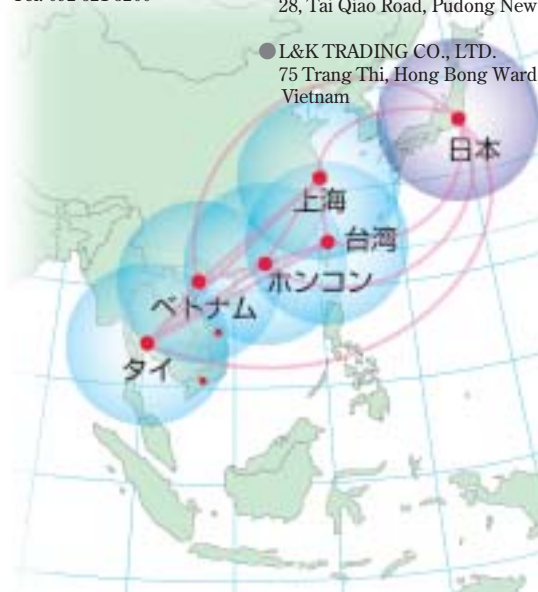 28, Tai Qiao Road, Pudong New
L&K TRADING CO., LTD.
75 Trang Thi, Hong Bong Ward
Vietnam
日本
上海
台湾
ホンコン
ベトナム
タイ